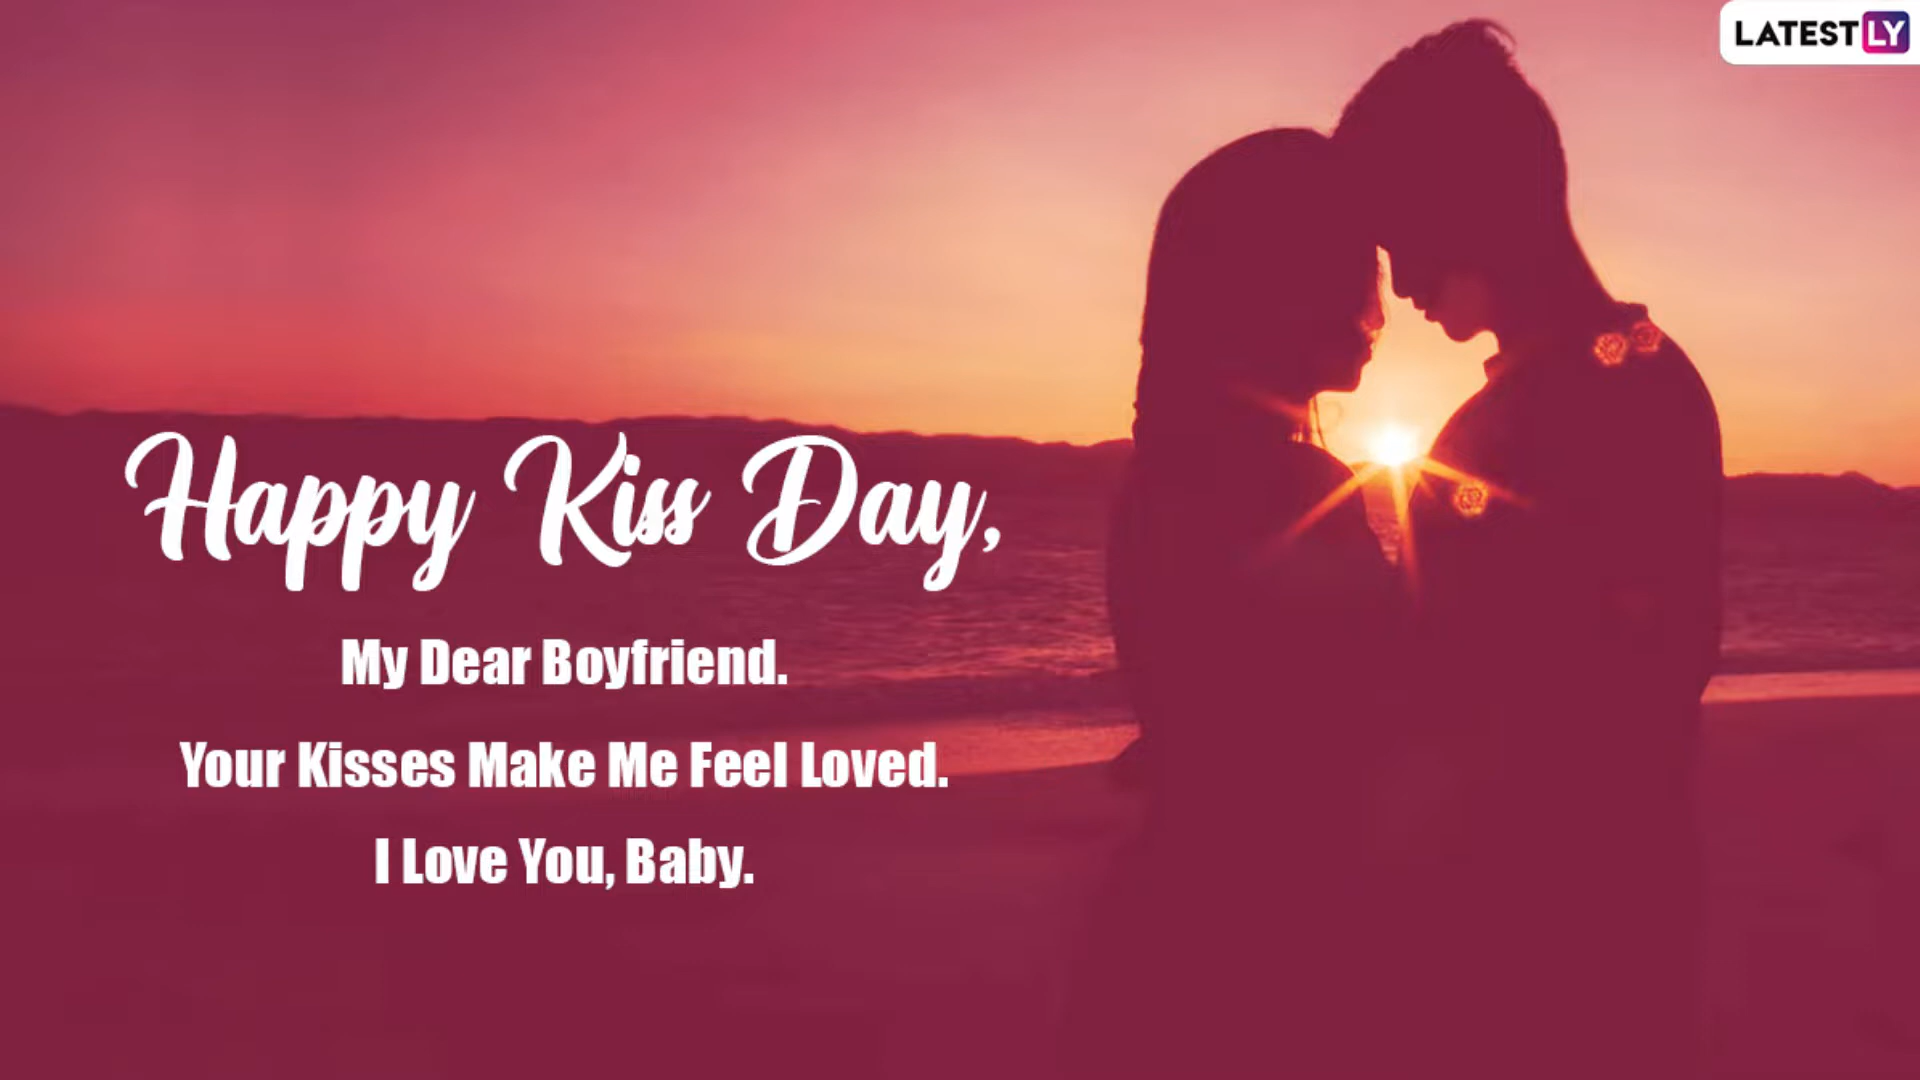 LATESTLY
Happy Kiss Day,
My Dear Boyfriend.
Your Kisses Make Me Feel Loved.
I Love You, Baby.